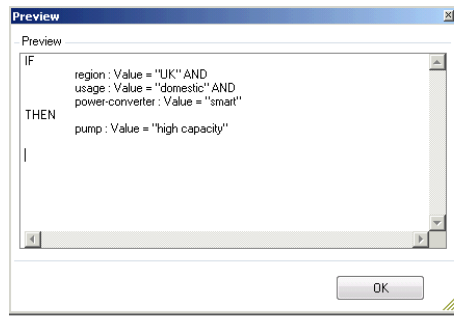 Preview
Preview
IF
region : Value = "UK" AND
usage : Value = "domestic" AND
power-converter : Value = "smart"
THEN
pump : Value = "high capacity"
OK